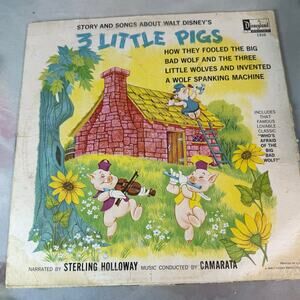 STORY AND SONGS ABOUT WALT DISNEY'S
3 LITTLE PIGS
Disneyland
1310
HOW THEY FOOLED THE BIG
BAD WOLF AND THE THREE
LITTLE WOLVES AND INVENTED
A WOLF SPANKING MACHINE
INCLUDES
THAT
FAMOUS
LOVABLE
CLASSIC
"WHO'S
AFRAID
OF THE
BIG
BAD
WOLF?"
NARRATED BY STERLING HOLLOWAY MUSIC CONDUCTED BY CAMARATA